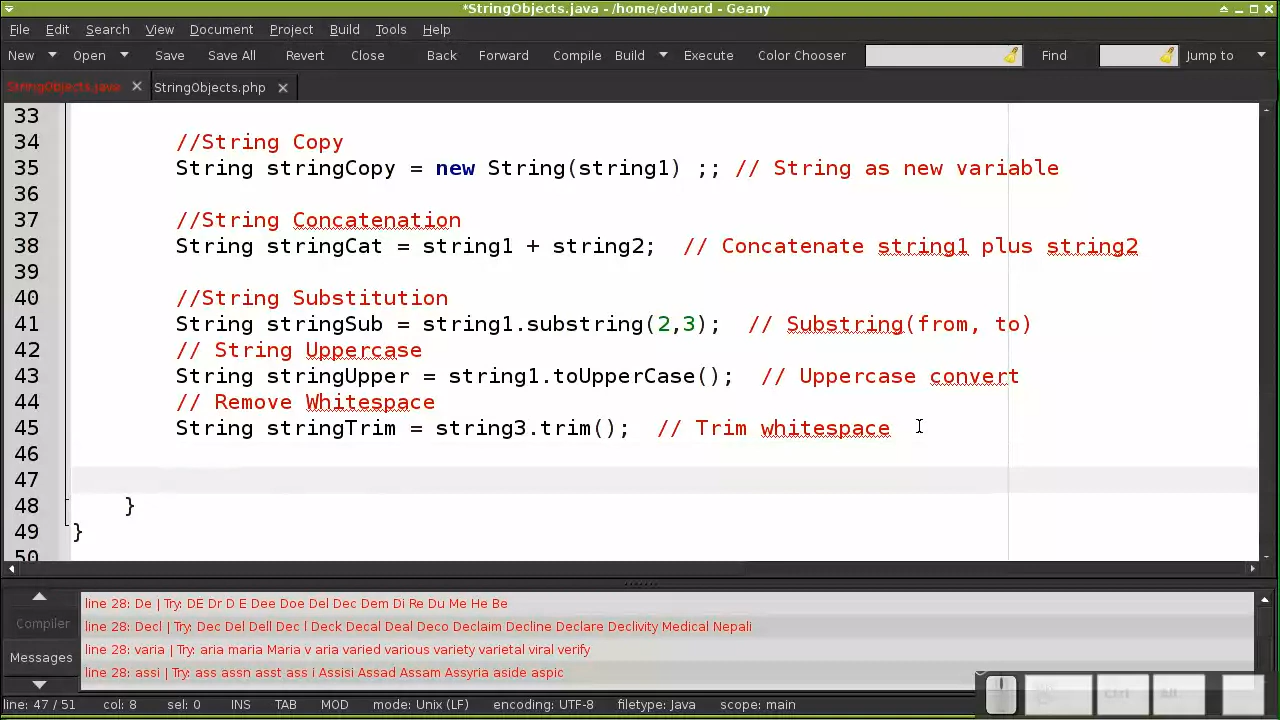 *StringObjects.java - /home/edward - Geany
File Edit Search View Document Project Build Tools Help
New Open Save Save All Revert Close Back Forward Compile Build Execute Color Chooser Find Jump to
StringObjects.java StringObjects.php
33
34 //String Copy
35 String stringCopy = new String(string1) ;; // String as new variable
36
37 //String Concatenation
38 String stringCat = string1 + string2; // Concatenate string1 plus string2
39
40 //String Substitution
41 String stringSub = string1.substring(2,3); // Substring(from, to)
42 // String Uppercase
43 String stringUpper = string1.toUpperCase(); // Uppercase convert
44 // Remove Whitespace
45 String stringTrim = string3.trim(); // Trim whitespace
46
47
48 }
49 }
50
line 28: De | Try: DE Dr D E Dee Doe Del Dec Dem Di Re Du Me He Be
Compiler
line 28: Decl | Try: Dec Del Dell Dec l Deck Decal Deal Deco Declaim Decline Declare Declivity Medical Nepali
line 28: varia | Try: aria maria Maria v aria varied various variety varietal viral verify
Messages
line 28: assi | Try: ass assn asst ass i Assisi Assad Assam Assyria aside aspic
Ctrl Alt
line: 47 / 51 col: 8 sel: 0 INS TAB MOD mode: Unix (LF) encoding: UTF-8 filetype: Java scope: main